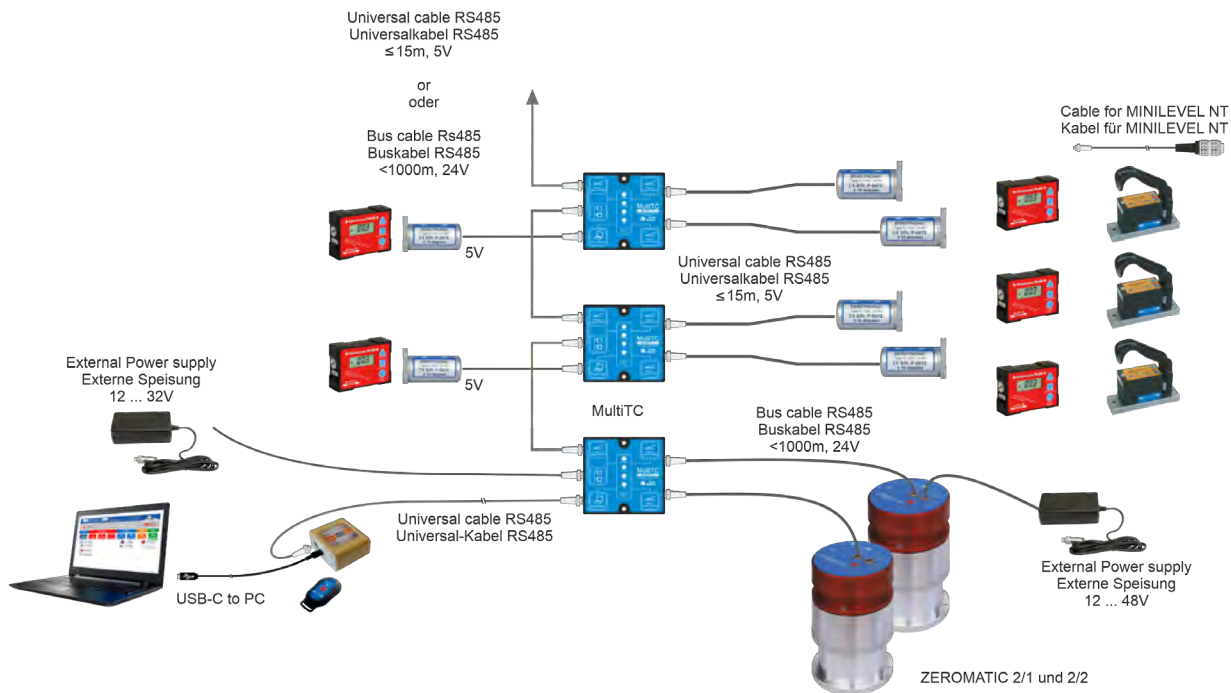 Universal cable RS485
Universalkabel RS485
≤ 15m, 5V
or
oder
Bus cable Rs485
Buskabel RS485
<1000m, 24V
Cable for MINILEVEL NT
Kabel für MINILEVEL NT
MultiTC
5V
Universal cable RS485
Universalkabel RS485
≤ 15m, 5V
MultiTC
5V
External Power supply
Externe Speisung
12 ... 32V
MultiTC
Bus cable RS485
Buskabel RS485
<1000m, 24V
MultiTC
Universal cable RS485
Universal-Kabel RS485
USB-C to PC
External Power supply
Externe Speisung
12 ... 48V
ZEROMATIC 2/1 und 2/2